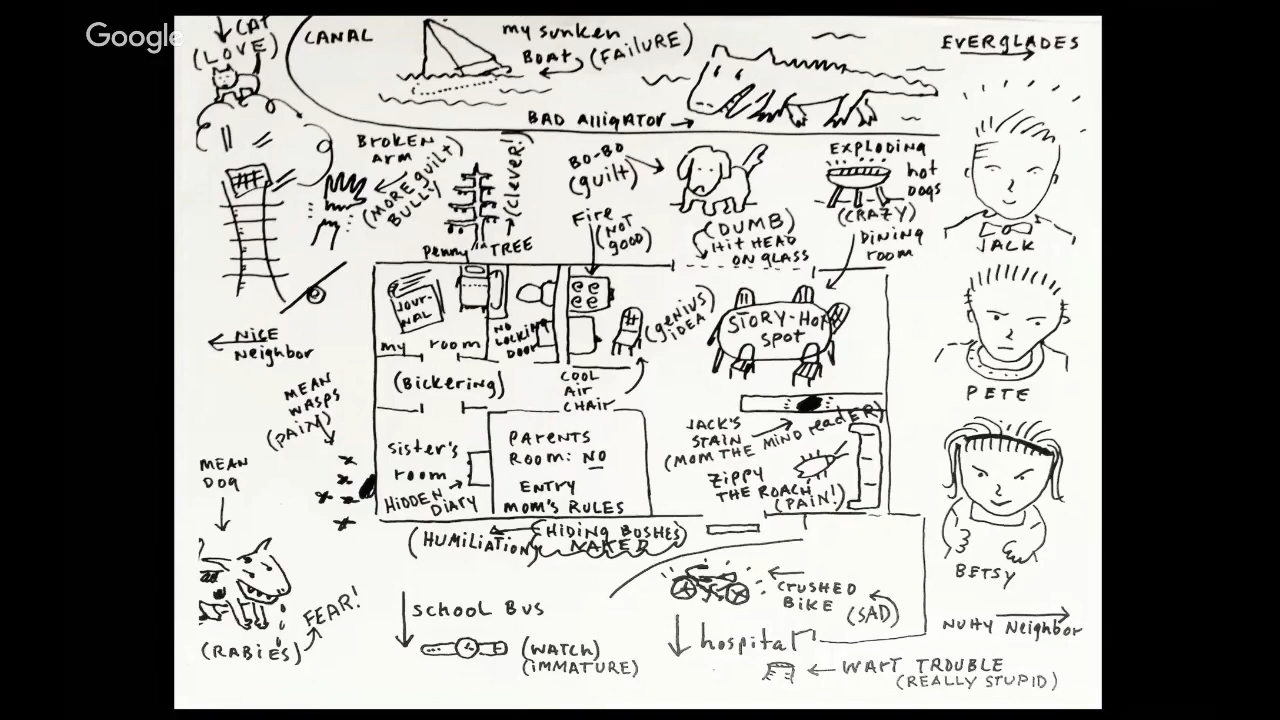 Google
CAT
(LOVE)
CANAL
my sunken
BOAT (FAILURE)
EVERGLADES
BAD AlligATOR
BROKEN
ARM
(MORE guilt
BULLY)
(CLEVER!)
BO-BO
(guilt)
EXPLODING
hot
DOGS
(CRAZY)
Fire
(NOT
good)
(DUMB)
Hit HEAD
ON gLASS
DiNiNG
room
JACK
Penny TREE
JOUR-
NAL
my room
NO
LOCKING
DOOR
(gENIUS
iDEA)
STORY-HOT
SPOT
NiCE
Neighbor
(Bickering)
COOL
AIR
CHAIR
PETE
MEAN
WASPS
(PAiN)
JACK'S
STAIN
(MOM THE MIND REAdER)
Sister's
room
HiDDEN
DiARY
PARENTS
ROOM: NO
ENTRY
MOM'S RULES
ZiPPY
THE ROACH
(PAIN!)
MEAN
DOG
(HUMILIATION)
HIDING BUSHES
NAKED
BETSY
CRUSHED
BIKE
(SAD)
FEAR!
(RABIES)
SCHOOL BUS
(WATCH)
(iMMATURE)
hospital
NUTTY Neighbor
WART TROUBLE
(REALLY STUPID)